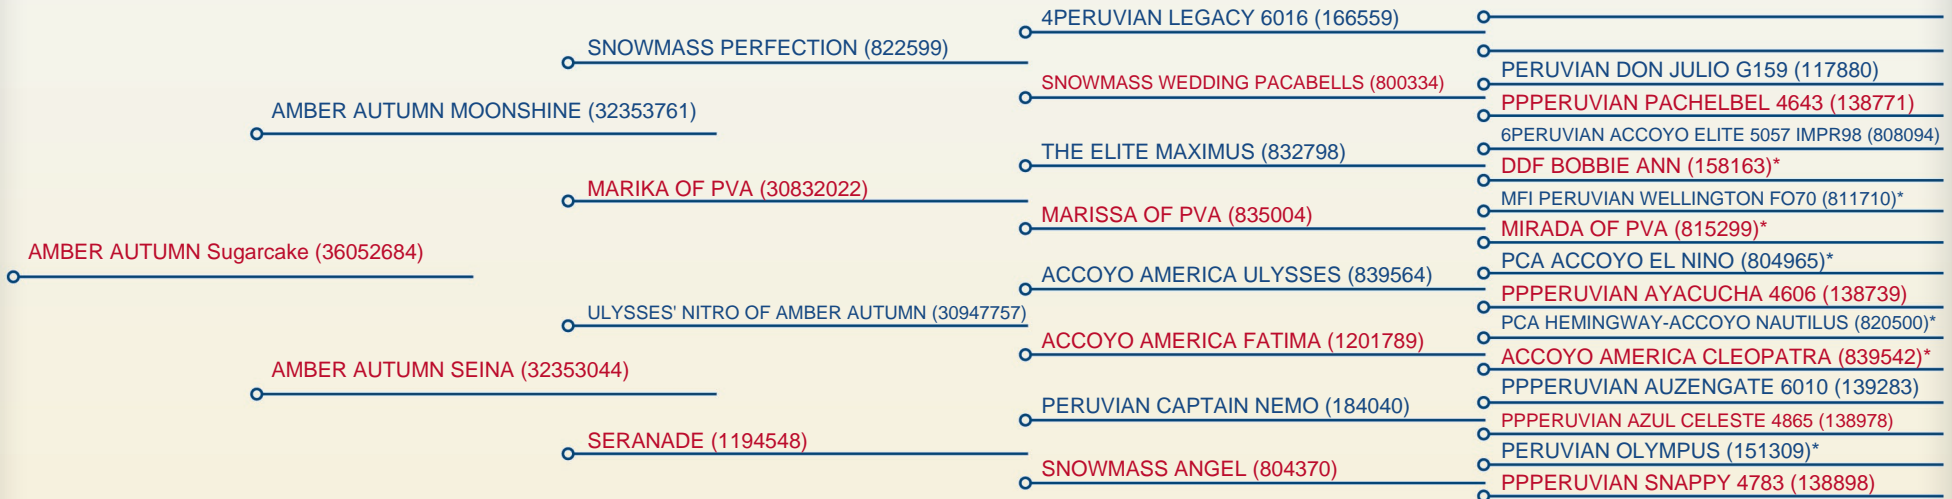 4PERUVIAN LEGACY 6016 (166559)
SNOWMASS PERFECTION (822599)
PERUVIAN DON JULIO G159 (117880)
SNOWMASS WEDDING PACABELLS (800334)
PPPERUVIAN PACHELBEL 4643 (138771)
AMBER AUTUMN MOONSHINE (32353761)
6PERUVIAN ACCOYO ELITE 5057 IMPR98 (808094)
THE ELITE MAXIMUS (832798)
DDF BOBBIE ANN (158163)*
MARIKA OF PVA (30832022)
MFI PERUVIAN WELLINGTON FO70 (811710)*
MARISSA OF PVA (835004)
MIRADA OF PVA (815299)*
AMBER AUTUMN Sugarcake (36052684)
PCA ACCOYO EL NINO (804965)*
ACCOYO AMERICA ULYSSES (839564)
PPPERUVIAN AYACUCHA 4606 (138739)
ULYSSES' NITRO OF AMBER AUTUMN (30947757)
PCA HEMINGWAY-ACCOYO NAUTILUS (820500)*
ACCOYO AMERICA FATIMA (1201789)
ACCOYO AMERICA CLEOPATRA (839542)*
AMBER AUTUMN SEINA (32353044)
PPPERUVIAN AUZENGATE 6010 (139283)
PERUVIAN CAPTAIN NEMO (184040)
PPPERUVIAN AZUL CELESTE 4865 (138978)
SERANADE (1194548)
PERUVIAN OLYMPUS (151309)*
SNOWMASS ANGEL (804370)
PPPERUVIAN SNAPPY 4783 (138898)